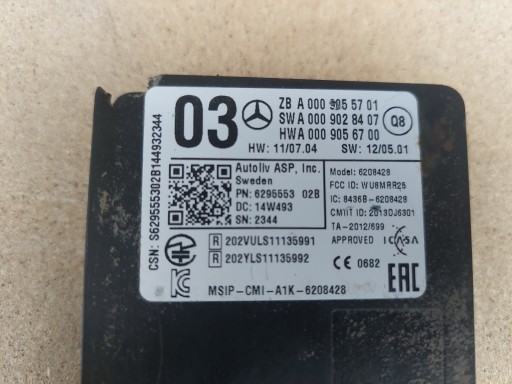 03
ZB A 000 905 57 01
SW A 000 902 84 07
Q8
HW A 000 905 67 00
HW: 11/07.04
SW: 12/05.01
CSN: S6295553028144932344
Autoliv ASP, Inc.
Sweden
PN: 6295553 02B
DC: 14W493
SN: 2344
Model: 6208428
FCC ID: WU8MRR25
IC: 8436B-6208428
CMIIT ID: 2013DJ6301
TA-2012/699
APPROVED ICASA
R 202VULS11135991
R 202YLS11135992
CE 0682
EAC
MSIP-CMI-A1K-6208428